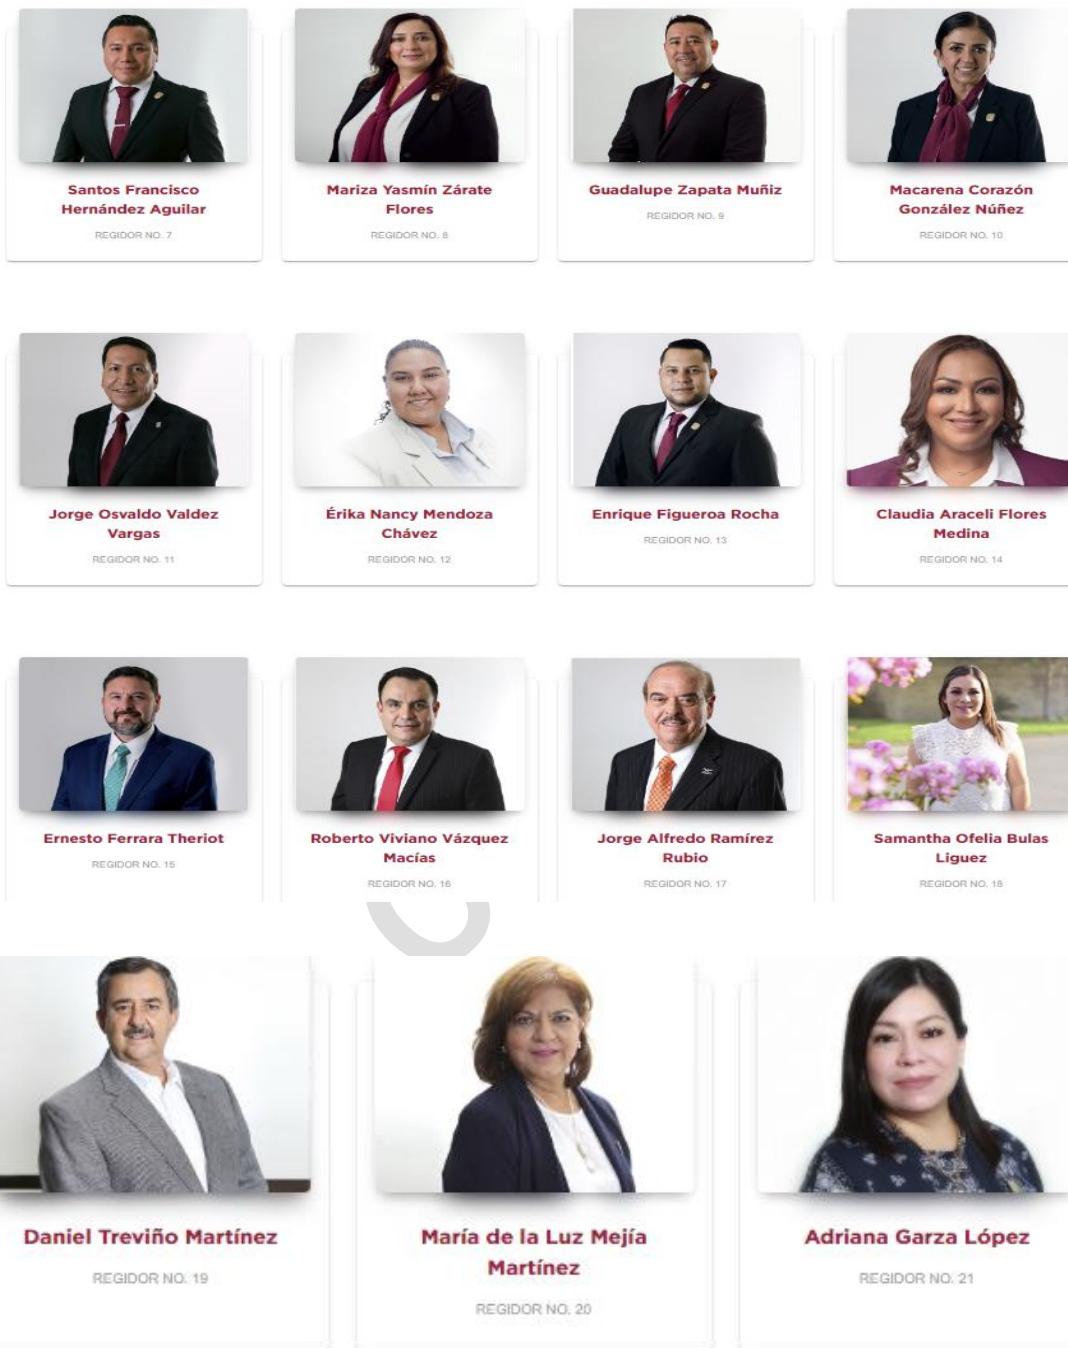 Santos Francisco
Hernández Aguilar
REGIDOR NO. 7
Mariza Yasmín Zárate
Flores
REGIDOR NO. 8
Guadalupe Zapata Muñiz
REGIDOR NO. 9
Macarena Corazón
González Núñez
REGIDOR NO. 10
Jorge Osvaldo Valdez
Vargas
REGIDOR NO. 11
Érika Nancy Mendoza
Chávez
REGIDOR NO. 12
Enrique Figueroa Rocha
REGIDOR NO. 13
Claudia Araceli Flores
Medina
REGIDOR NO. 14
Ernesto Ferrara Theriot
REGIDOR NO. 15
Roberto Viviano Vázquez
Macías
REGIDOR NO. 16
Jorge Alfredo Ramírez
Rubio
REGIDOR NO. 17
Samantha Ofelia Bulas
Liguez
REGIDOR NO. 18
Daniel Treviño Martínez
REGIDOR NO. 19
María de la Luz Mejía
Martínez
REGIDOR NO. 20
Adriana Garza López
REGIDOR NO. 21